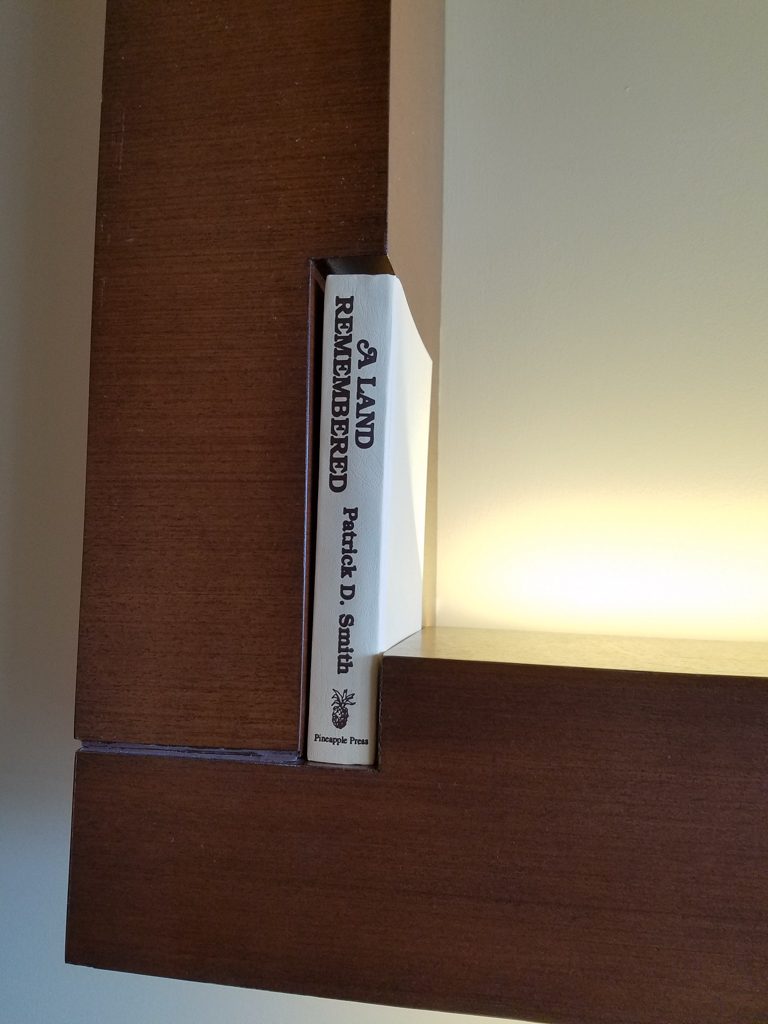 A LAND
REMEMBERED
Patrick D. Smith
Pineapple Press